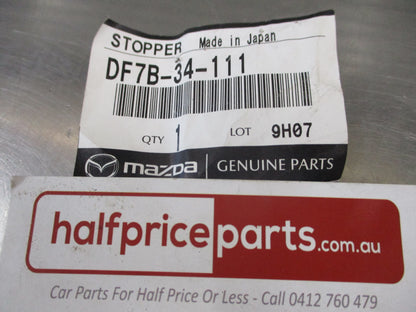 STOPPER Made in Japan
DF7B-34-111
QTY 1 LOT 9H07
mazda GENUINE PARTS
halfpriceparts.com.au
Car Parts For Half Price Or Less - Call 0412 760 479